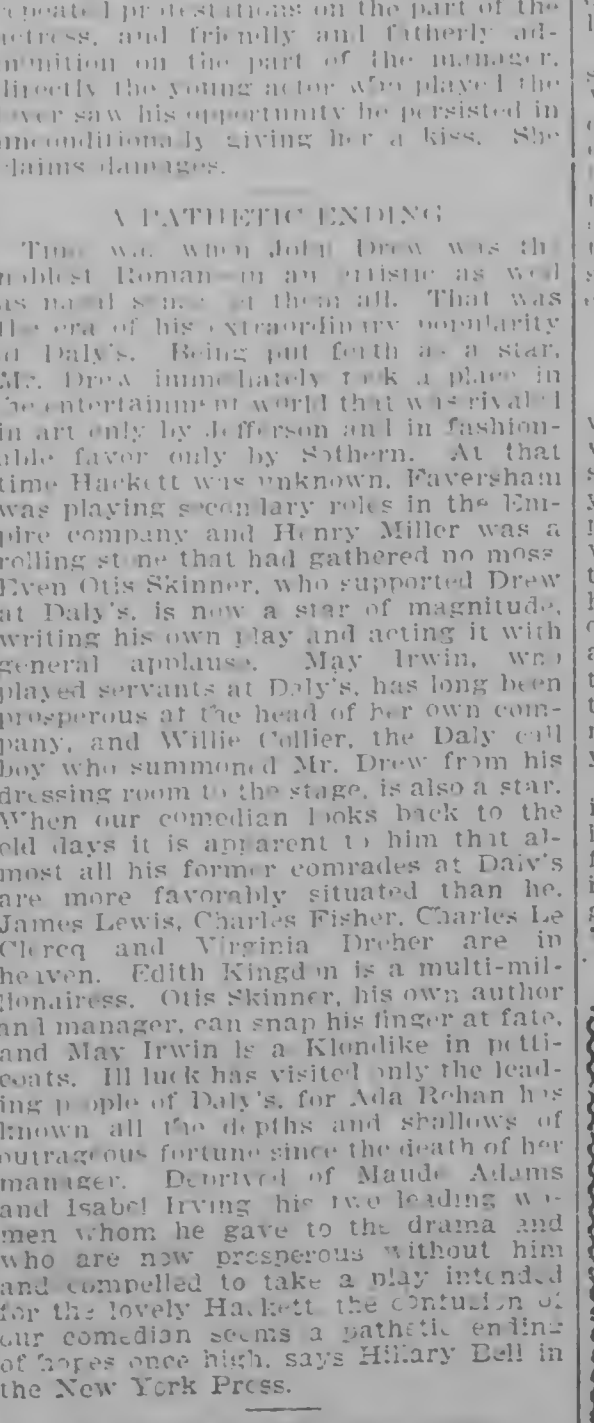 repeated protestations on the part of the
actress, and friendly and fatherly ad-
monition on the part of the manager,
directly the young actor who played the
lover saw his opportunity he persisted in
unconditionally giving her a kiss. She
claims damages.
A PATHETIC ENDING
Time was when John Drew was the
noblest Roman—in an artistic as well
as nasal sense of them all. That was
the era of his extraordinary popularity
at Daly's. Being put forth as a star,
Mr. Drew immediately took a place in
the entertainment world that was rivaled
in art only by Jefferson and in fashion-
able favor only by Sothern. At that
time Hackett was unknown, Faversham
was playing secondary roles in the Em-
pire company and Henry Miller was a
rolling stone that had gathered no moss
Even Otis Skinner, who supported Drew
at Daly's, is now a star of magnitude,
writing his own play and acting it with
general applause. May Irwin, who
played servants at Daly's, has long been
prosperous at the head of her own com-
pany, and Willie Collier, the Daly call
boy who summoned Mr. Drew from his
dressing room to the stage, is also a star.
When our comedian looks back to the
old days it is apparent to him that al-
most all his former comrades at Daly's
are more favorably situated than he.
James Lewis, Charles Fisher, Charles Le
Clercq and Virginia Dreher are in
heaven. Edith Kingdon is a multi-mil-
lionairess. Otis Skinner, his own author
and manager, can snap his finger at fate,
and May Irwin is a Klondike in petti-
coats. Ill luck has visited only the lead-
ing people of Daly's, for Ada Rehan has
known all the depths and shallows of
outrageous fortune since the death of her
manager. Deprived of Maude Adams
and Isabel Irving his two leading wo-
men whom he gave to the drama and
who are now prosperous without him
and compelled to take a play intended
for the lovely Hackett, the confusion of
our comedian seems a pathetic ending
of hopes once high, says Hillary Bell in
the New York Press.